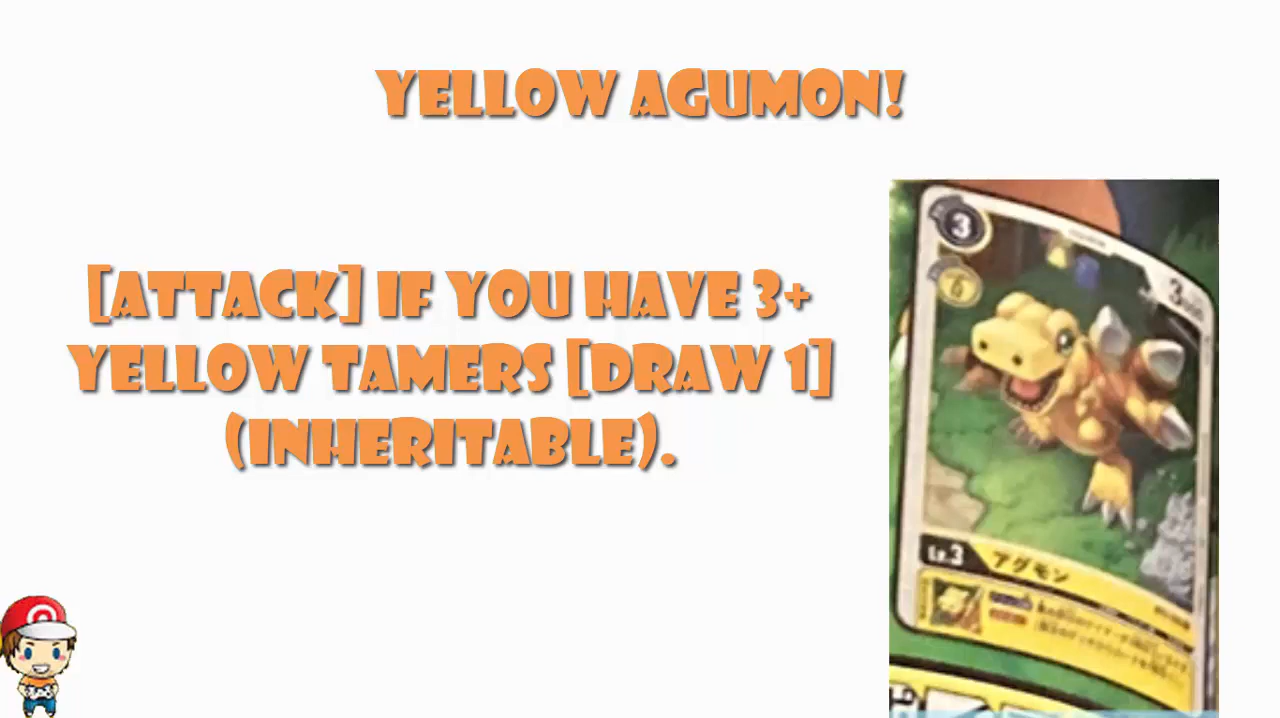 YELLOW AGUMON!
[ATTACK] IF YOU HAVE 3+
YELLOW TAMERS [DRAW 1]
(INHERITABLE).
3
6
Lv.3
アグモン